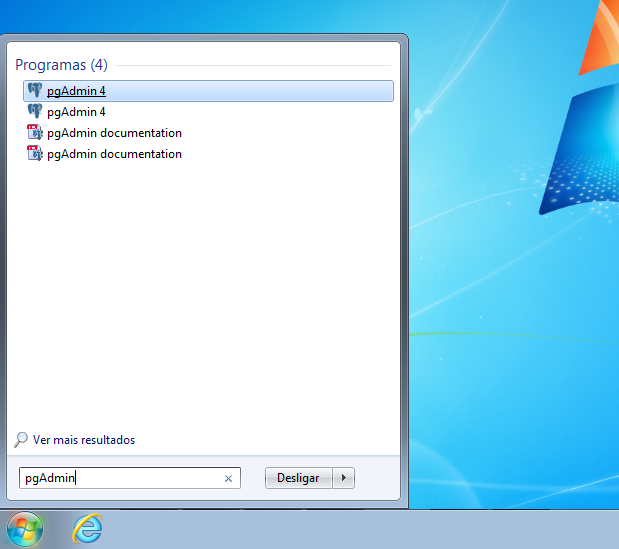 Programas (4)
pgAdmin 4
pgAdmin 4
pgAdmin documentation
pgAdmin documentation
Ver mais resultados
pgAdmin
Desligar